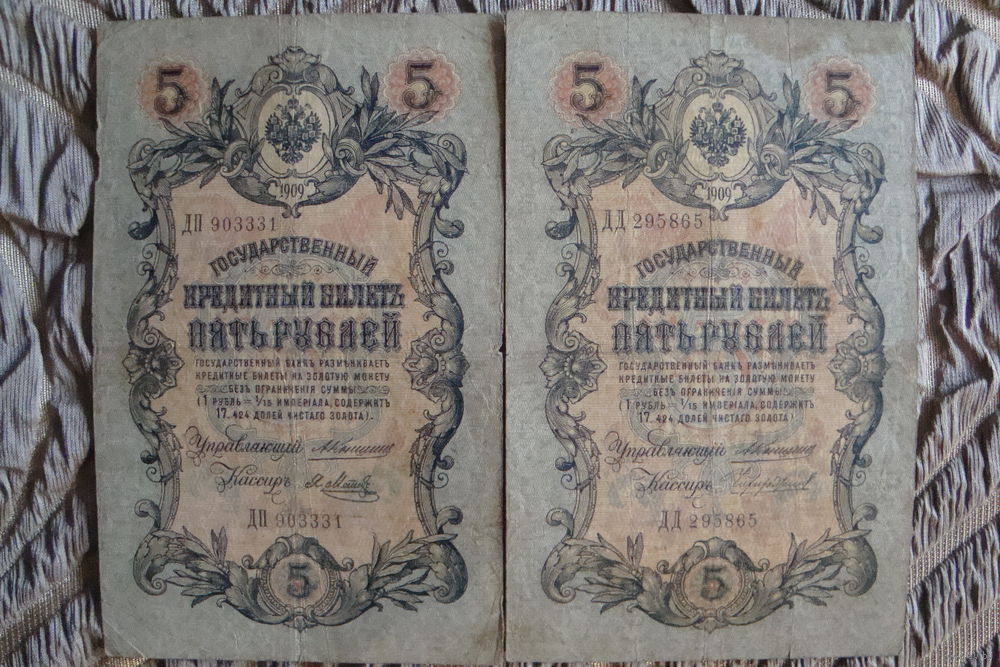 5 5
1909
ДП 903331
ГОСУДАРСТВЕННЫЙ
КРЕДИТНЫЙ БИЛЕТЪ
ПЯТЬ РУБЛЕЙ
ГОСУДАРСТВЕННЫЙ БАНКЪ РАЗМѢНИВАЕТЪ
КРЕДИТНЫЕ БИЛЕТЫ НА ЗОЛОТУЮ МОНЕТУ
БЕЗЪ ОГРАНИЧЕНІЯ СУММЫ
(1 РУБЛЬ = 1/15 ИМПЕРІАЛА, СОДЕРЖИТЪ
17.424 ДОЛЕЙ ЧИСТАГО ЗОЛОТА).
Управляющій
Кассиръ
ДП 903331
5
5 5
1909
ДД 295865
ГОСУДАРСТВЕННЫЙ
КРЕДИТНЫЙ БИЛЕТЪ
ПЯТЬ РУБЛЕЙ
ГОСУДАРСТВЕННЫЙ БАНКЪ РАЗМѢНИВАЕТЪ
КРЕДИТНЫЕ БИЛЕТЫ НА ЗОЛОТУЮ МОНЕТУ
БЕЗЪ ОГРАНИЧЕНІЯ СУММЫ
(1 РУБЛЬ = 1/15 ИМПЕРІАЛА, СОДЕРЖИТЪ
17.424 ДОЛЕЙ ЧИСТАГО ЗОЛОТА).
Управляющій
Кассиръ
ДД 295865
5